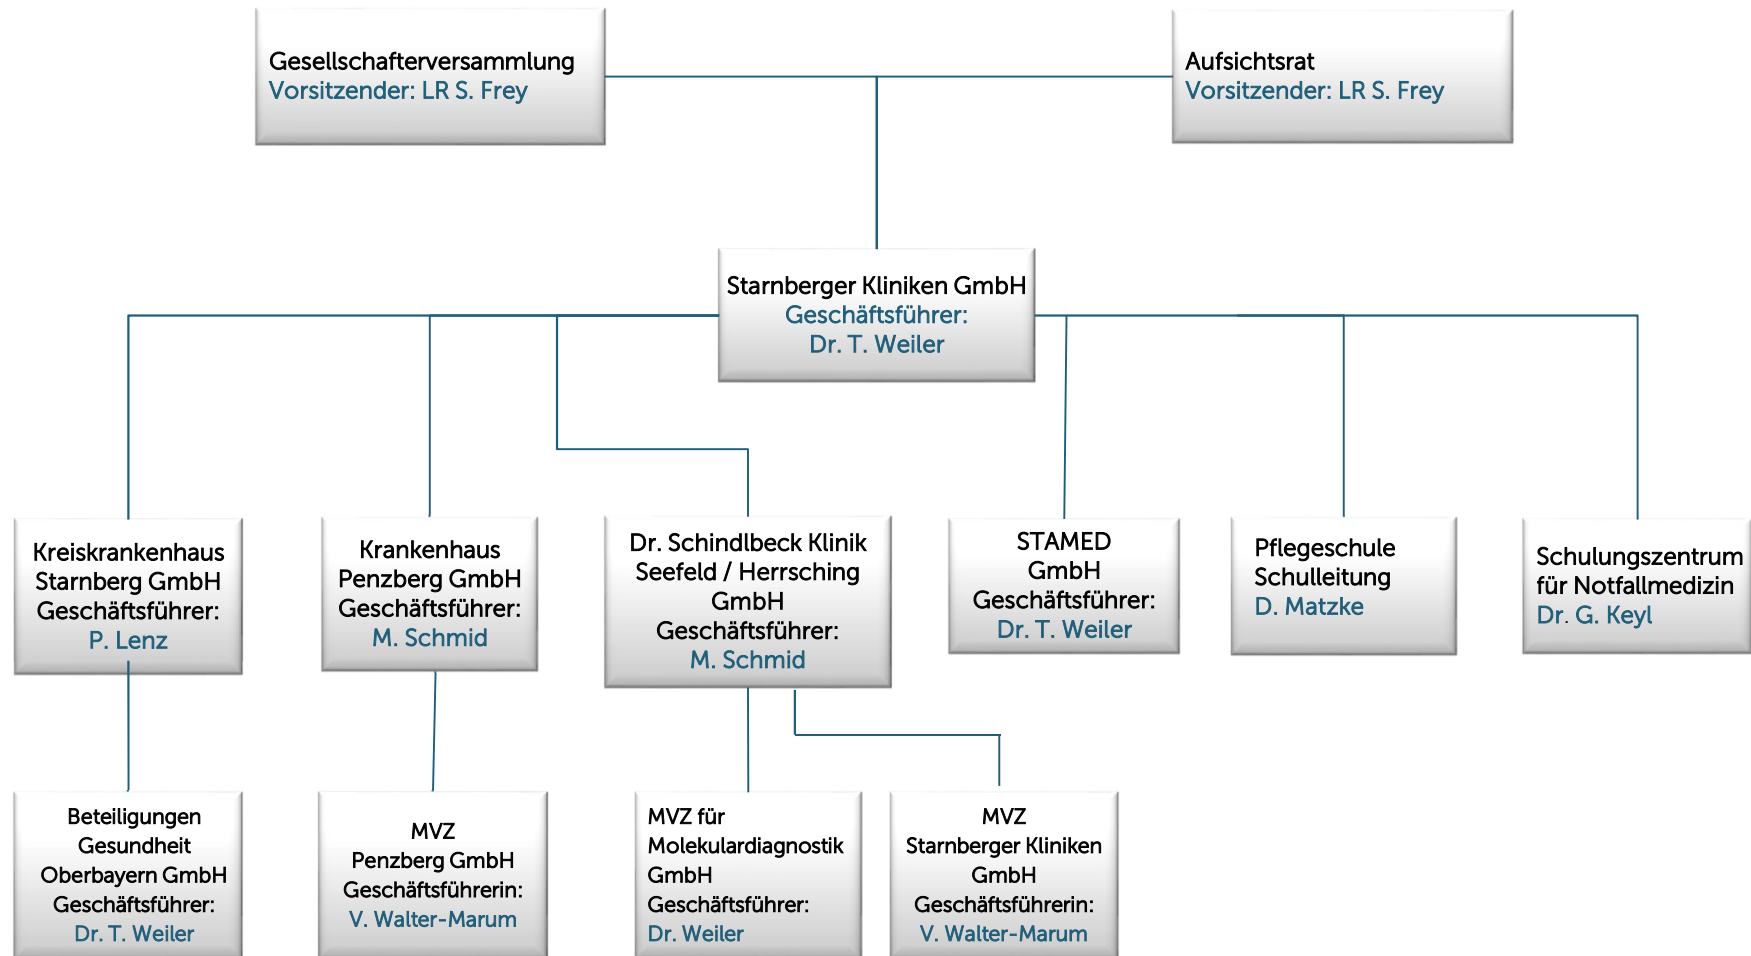 Gesellschafterversammlung
Vorsitzender: LR S. Frey
Aufsichtsrat
Vorsitzender: LR S. Frey
Starnberger Kliniken GmbH
Geschäftsführer:
Dr. T. Weiler
Kreiskrankenhaus
Starnberg GmbH
Geschäftsführer:
P. Lenz
Krankenhaus
Penzberg GmbH
Geschäftsführer:
M. Schmid
Dr. Schindlbeck Klinik
Seefeld / Herrsching
GmbH
Geschäftsführer:
M. Schmid
STAMED
GmbH
Geschäftsführer:
Dr. T. Weiler
Pflegeschule
Schulleitung
D. Matzke
Schulungszentrum
für Notfallmedizin
Dr. G. Keyl
Beteiligungen
Gesundheit
Oberbayern GmbH
Geschäftsführer:
Dr. T. Weiler
MVZ
Penzberg GmbH
Geschäftsführerin:
V. Walter-Marum
MVZ für
Molekulardiagnostik
GmbH
Geschäftsführer:
Dr. Weiler
MVZ
Starnberger Kliniken
GmbH
Geschäftsführerin:
V. Walter-Marum